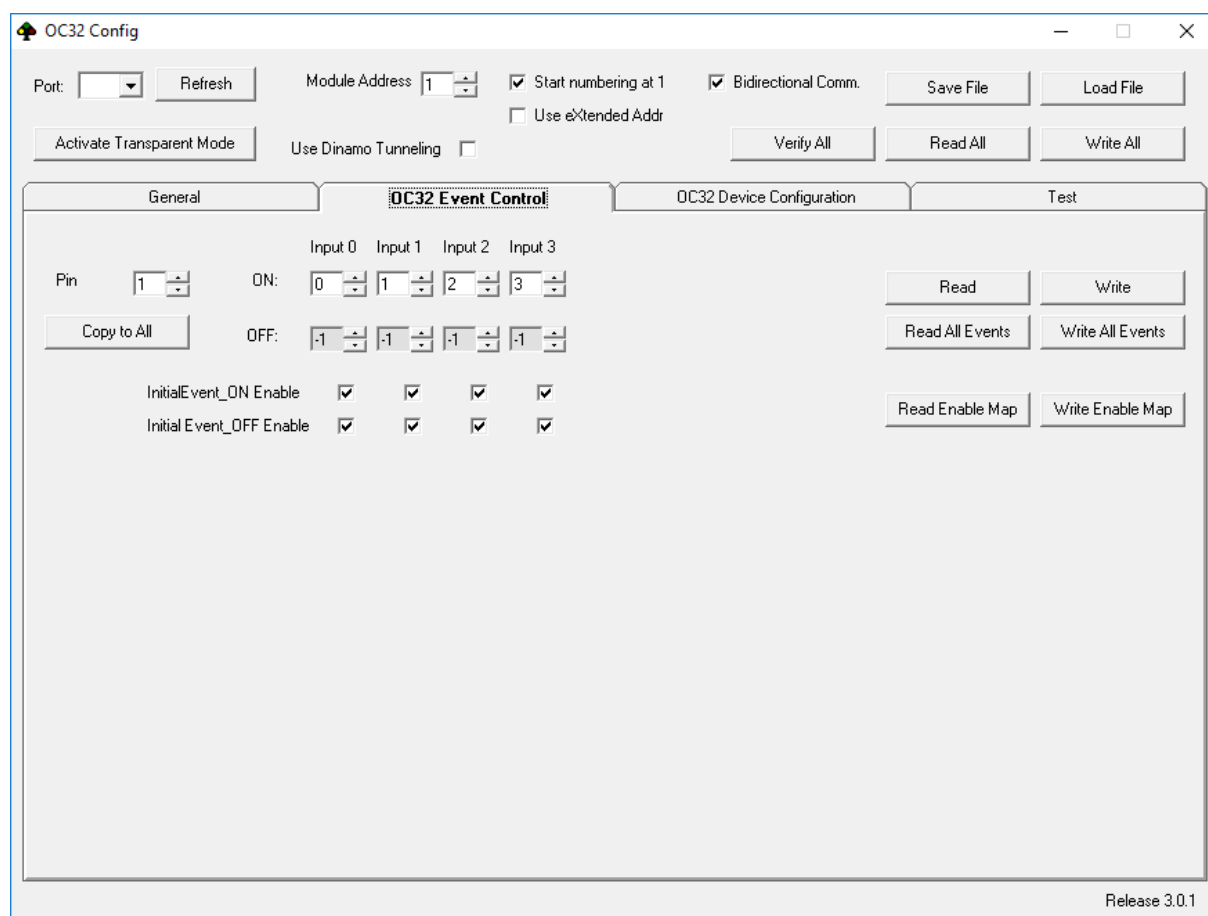 OC32 Config
Port: Refresh Module Address 1 Start numbering at 1 Bidirectional Comm. Save File Load File
Use eXtended Addr
Activate Transparent Mode Use Dinamo Tunneling Verify All Read All Write All
General OC32 Event Control OC32 Device Configuration Test
Input 0 Input 1 Input 2 Input 3
Pin 1 ON: 0 1 2 3 Read Write
Copy to All OFF: -1 -1 -1 -1 Read All Events Write All Events
InitialEvent_ON Enable
Read Enable Map Write Enable Map
Initial Event_OFF Enable
Release 3.0.1